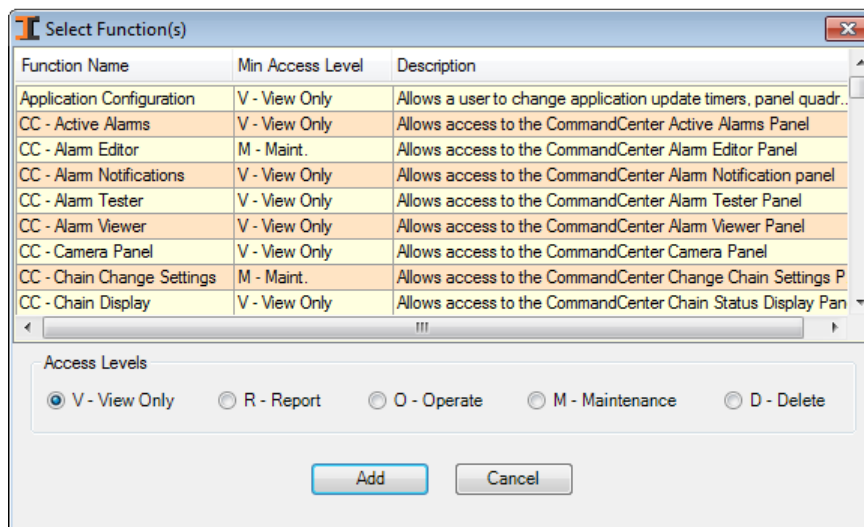 Select Function(s)
Function Name Min Access Level Description
Application Configuration V - View Only Allows a user to change application update timers, panel quadr...
CC - Active Alarms V - View Only Allows access to the CommandCenter Active Alarms Panel
CC - Alarm Editor M - Maint. Allows access to the CommandCenter Alarm Editor Panel
CC - Alarm Notifications V - View Only Allows access to the CommandCenter Alarm Notification panel
CC - Alarm Tester V - View Only Allows access to the CommandCenter Alarm Tester Panel
CC - Alarm Viewer V - View Only Allows access to the CommandCenter Alarm Viewer Panel
CC - Camera Panel V - View Only Allows access to the CommandCenter Camera Panel
CC - Chain Change Settings M - Maint. Allows access to the CommandCenter Change Chain Settings P
CC - Chain Display V - View Only Allows access to the CommandCenter Chain Status Display Pan
Access Levels
V - View Only R - Report O - Operate M - Maintenance D - Delete
Add Cancel